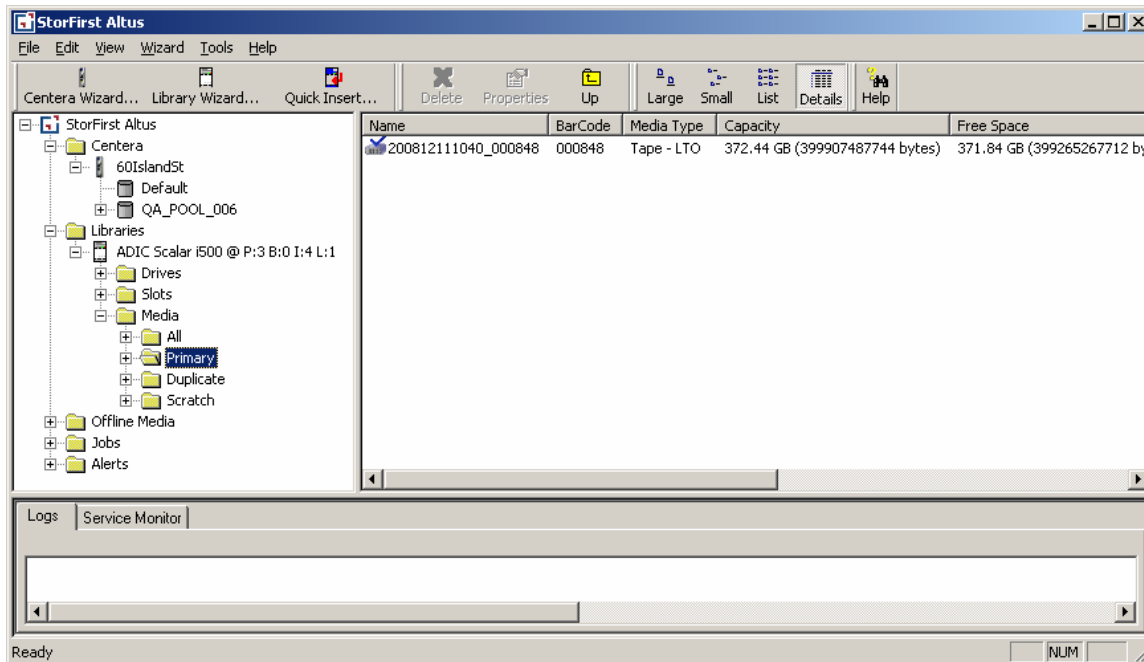 StorFirst Altus
File Edit View Wizard Tools Help
Centera Wizard... Library Wizard... Quick Insert... Delete Properties Up Large Small List Details Help
StorFirst Altus
Centera
60IslandSt
Default
QA_POOL_006
Libraries
ADIC Scalar i500 @ P:3 B:0 I:4 L:1
Drives
Slots
Media
All
Primary
Duplicate
Scratch
Offline Media
Jobs
Alerts
Name BarCode Media Type Capacity Free Space
200812111040_000848 000848 Tape - LTO 372.44 GB (399907487744 bytes) 371.84 GB (399265267712 by
Logs Service Monitor
Ready NUM